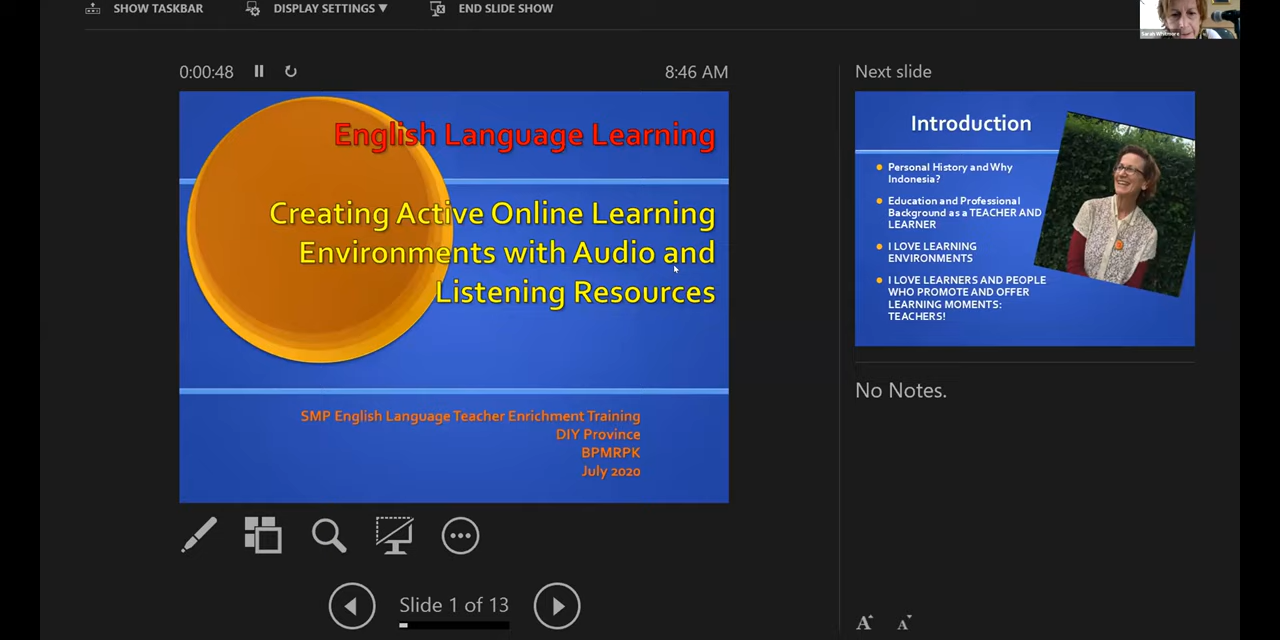 SHOW TASKBAR
DISPLAY SETTINGS ▼
END SLIDE SHOW
Sarah Whitmore
0:00:48
8:46 AM
English Language Learning
Creating Active Online Learning
Environments with Audio and
Listening Resources
SMP English Language Teacher Enrichment Training
DIY Province
BPMRPK
July 2020
Slide 1 of 13
Next slide
Introduction
Personal History and Why
Indonesia?
Education and Professional
Background as a TEACHER AND
LEARNER
I LOVE LEARNING
ENVIRONMENTS
I LOVE LEARNERS AND PEOPLE
WHO PROMOTE AND OFFER
LEARNING MOMENTS:
TEACHERS!
No Notes.
A A